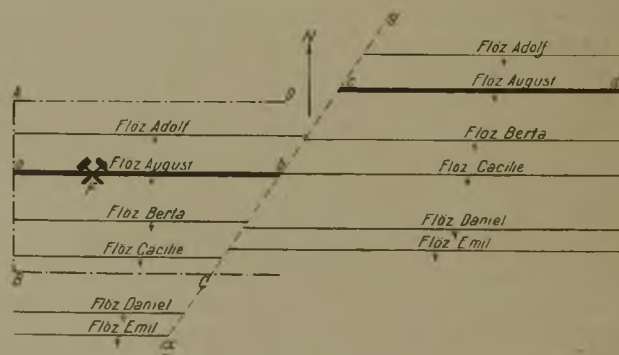 N
Flöz Adolf
Flöz August
A
D
Flöz Adolf
Flöz Berta
Flöz August
Flöz Cäcilie
F
Flöz Berta
Flöz Daniel
Flöz Emil
Flöz Cäcilie
B
C
Flöz Daniel
Flöz Emil